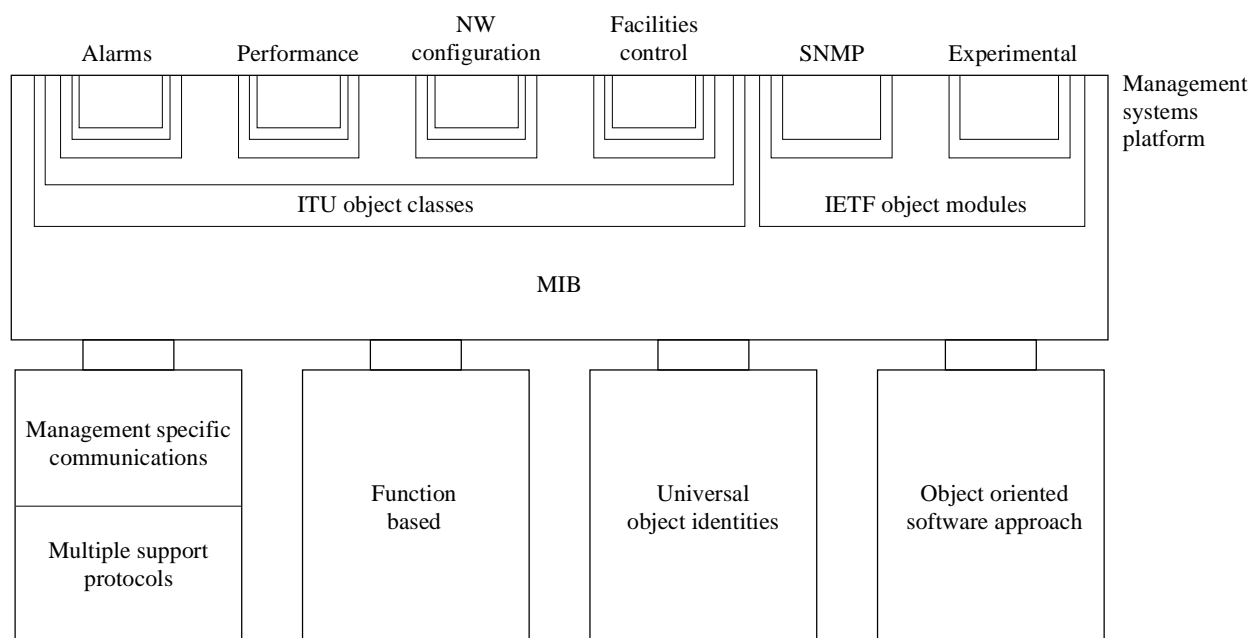 Alarms
Performance
NW
configuration
Facilities
control
SNMP
Experimental
Management
systems
platform
ITU object classes
IETF object modules
MIB
Management specific
communications
Multiple support
protocols
Function
based
Universal
object identities
Object oriented
software approach